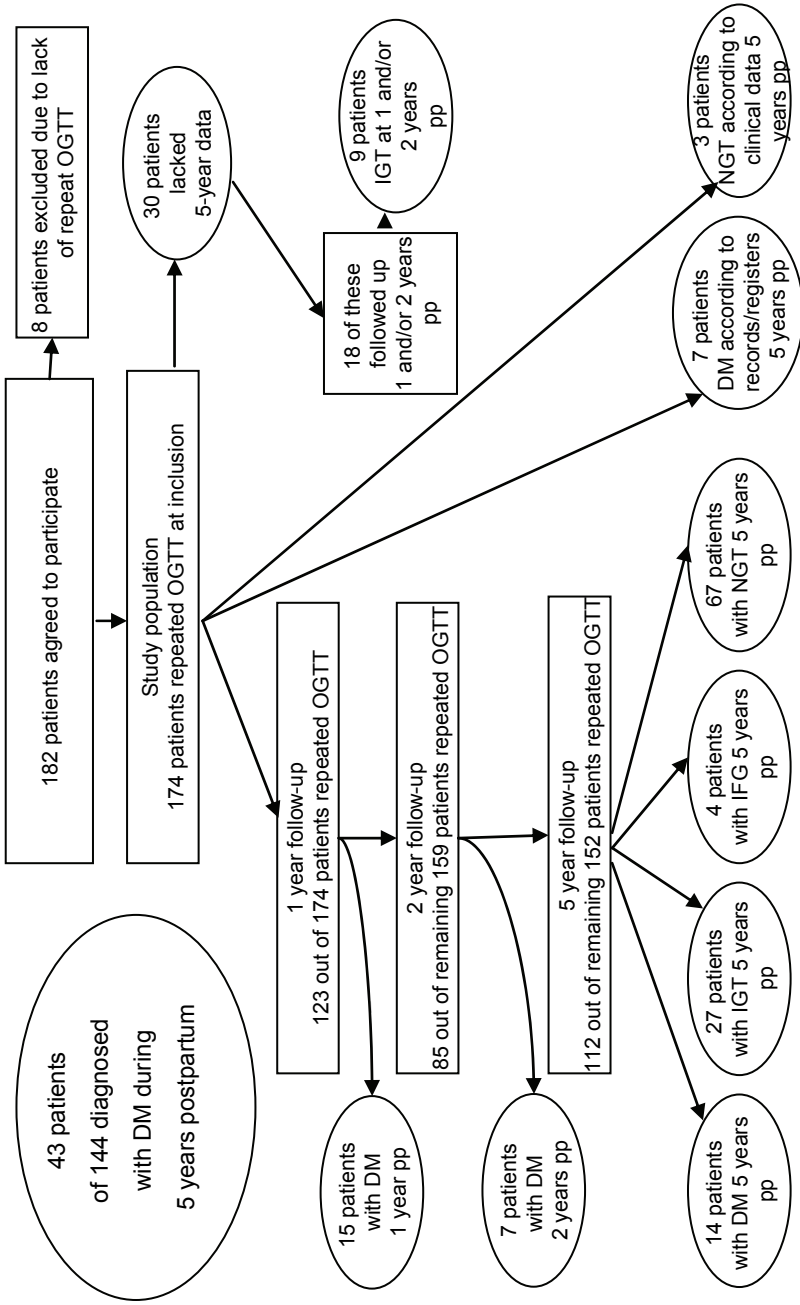 43 patients
of 144 diagnosed
with DM during
5 years postpartum
182 patients agreed to participate
8 patients excluded due to lack
of repeat OGTT
Study population
174 patients repeated OGTT at inclusion
30 patients
lacked
5-year data
18 of these
followed up
1 and/or 2 years
pp
9 patients
IGT at 1 and/or
2 years
pp
1 year follow-up
123 out of 174 patients repeated OGTT
15 patients
with DM
1 year pp
2 year follow-up
85 out of remaining 159 patients repeated OGTT
7 patients
with DM
2 years pp
5 year follow-up
112 out of remaining 152 patients repeated OGTT
14 patients
with DM 5 years
pp
27 patients
with IGT 5 years
pp
4 patients
with IFG 5 years
pp
67 patients
with NGT 5 years
pp
7 patients
DM according to
records/registers
5 years pp
3 patients
NGT according to
clinical data 5
years pp